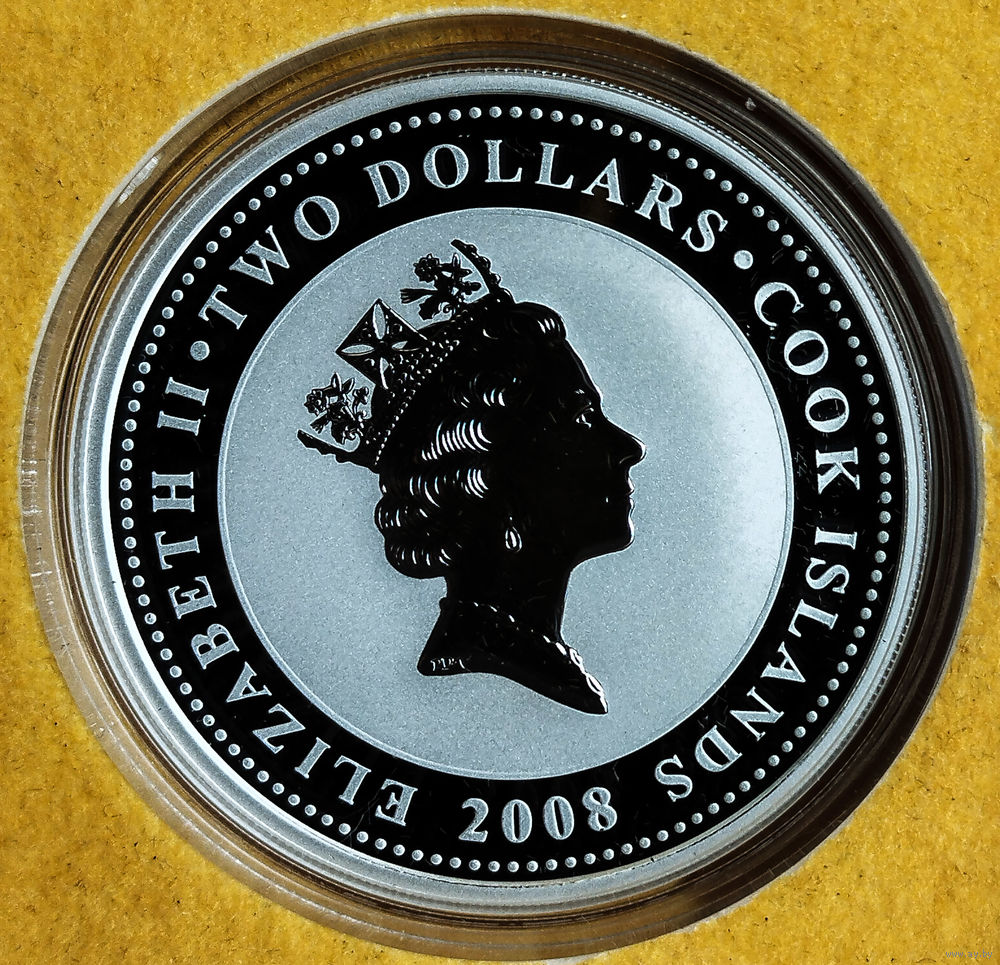 ELIZABETH II • TWO DOLLARS • COOK ISLANDS
2008